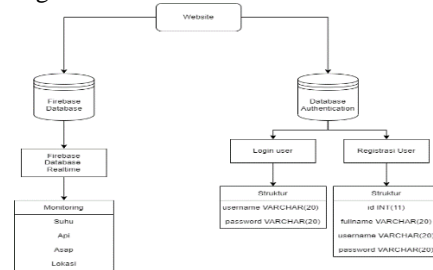 Website
Firebase
Database
Database
Authentication
Firebase
Database
Realtime
Login user
Registrasi User
Monitoring
Suhu
Api
Asap
Lokasi
Struktur
username VARCHAR(20)
password VARCHAR(20)
Struktur
id INT(11)
fullname VARCHAR(20)
username VARCHAR(20)
password VARCHAR(20)